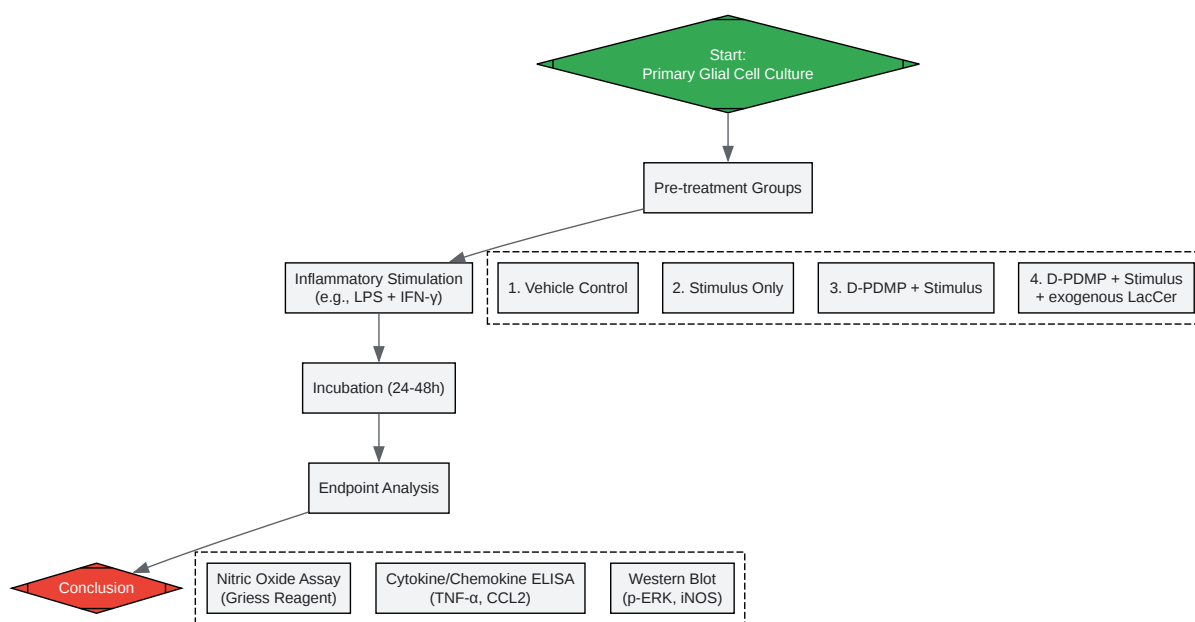 Start:
Primary Glial Cell Culture
Pre-treatment Groups
Inflammatory Stimulation
(e.g., LPS + IFN-γ)
1. Vehicle Control
2. Stimulus Only
3. D-PDMP + Stimulus
4. D-PDMP + Stimulus
+ exogenous LacCer
Incubation (24-48h)
Endpoint Analysis
Conclusion
Nitric Oxide Assay
(Griess Reagent)
Cytokine/Chemokine ELISA
(TNF-α, CCL2)
Western Blot
(p-ERK, iNOS)